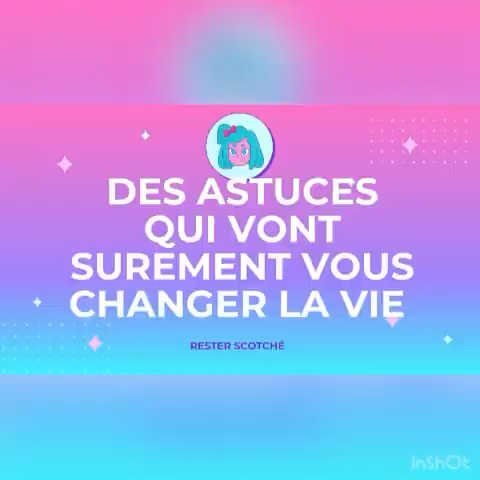 DES ASTUCES
QUI VONT
SUREMENT VOUS
CHANGER LA VIE
RESTER SCOTCHÉ
InShOt